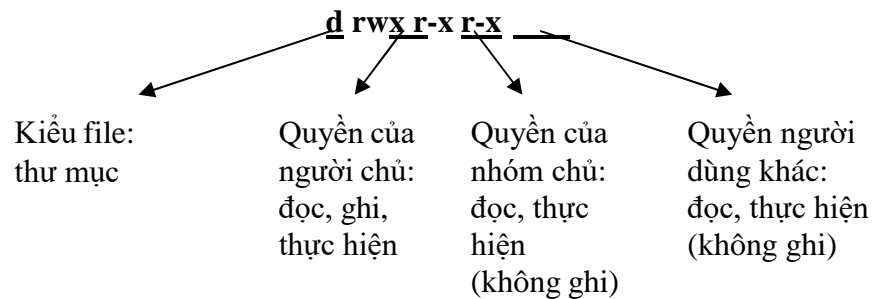 d rwx r-x r-x
Kiểu file:
thư mục
Quyền của
người chủ:
đọc, ghi,
thực hiện
Quyền của
nhóm chủ:
đọc, thực
hiện
(không ghi)
Quyền người
dùng khác:
đọc, thực hiện
(không ghi)